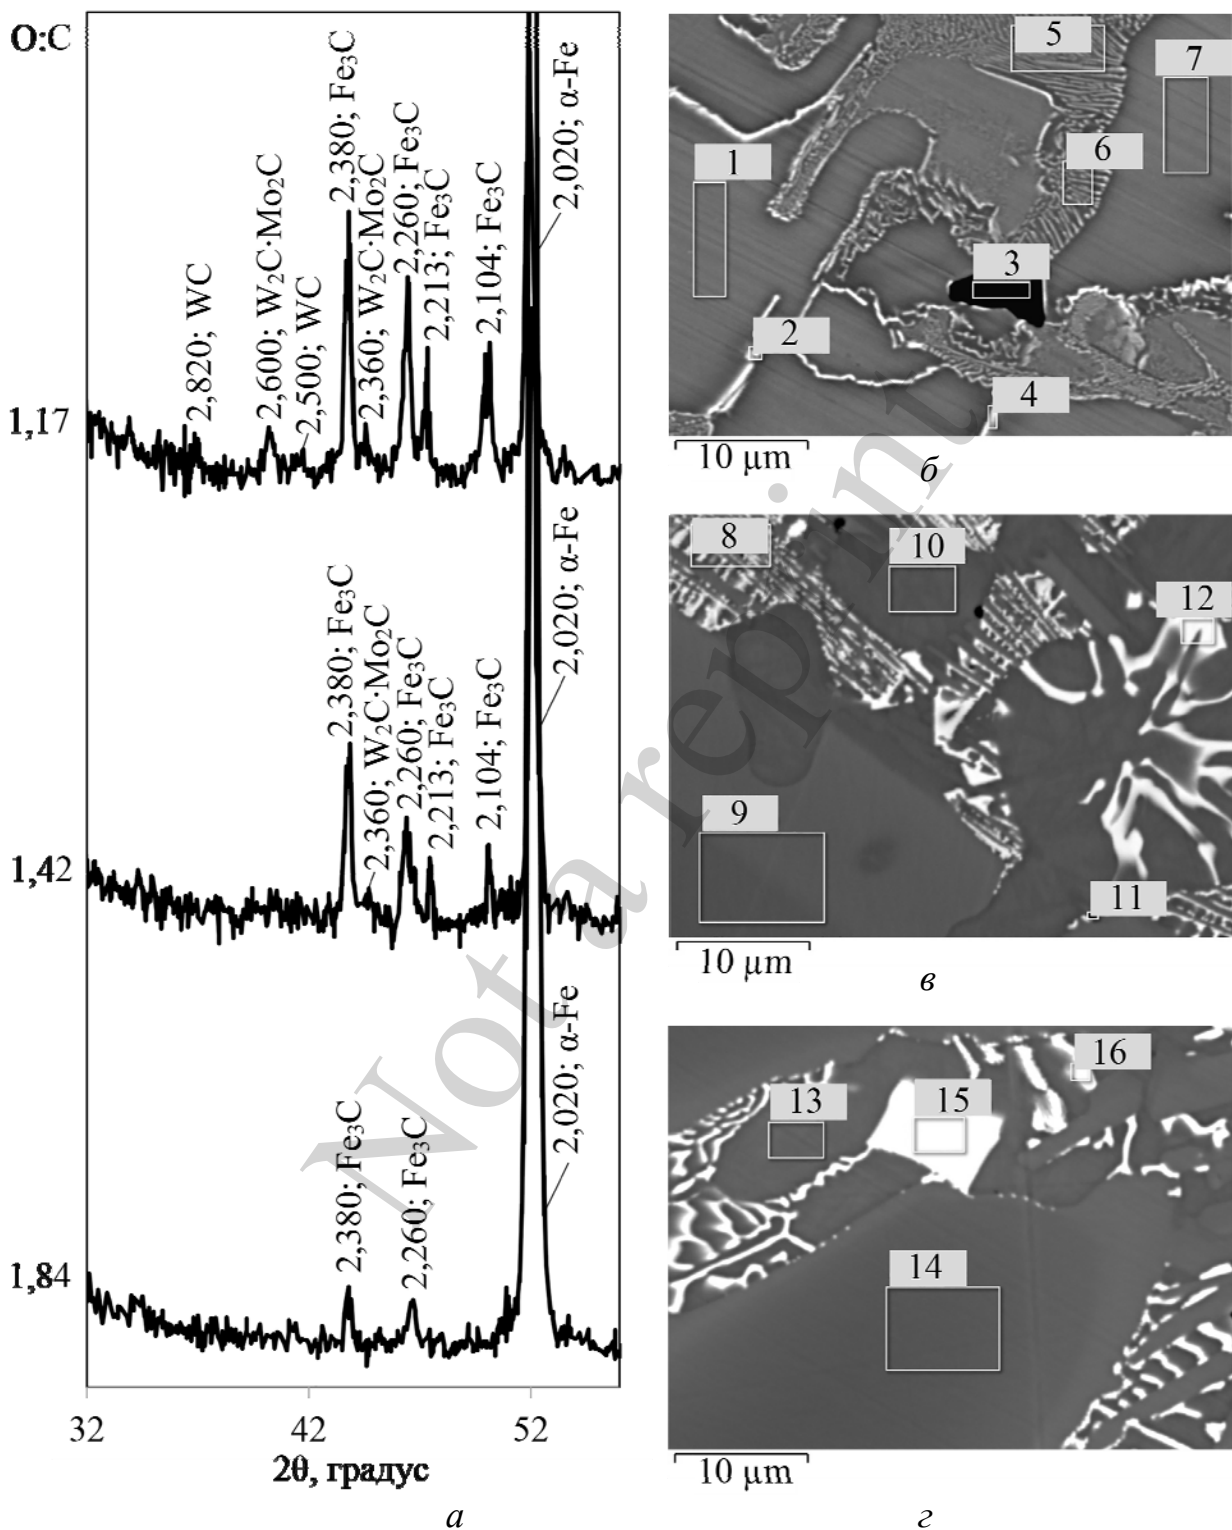 O:C
2,820; WC
2,600; W₂C·Mo₂C
2,500; WC
2,380; Fe₃C
2,360; W₂C·Mo₂C
2,260; Fe₃C
2,213; Fe₃C
2,104; Fe₃C
2,020; α-Fe
1,17
2,380; Fe₃C
2,360; W₂C·Mo₂C
2,260; Fe₃C
2,213; Fe₃C
2,104; Fe₃C
2,020; α-Fe
1,42
2,380; Fe₃C
2,260; Fe₃C
2,020; α-Fe
1,84
32 42 52
2θ, градус
а
5
7
1
6
3
2
4
10 µm
б
8
10
12
9
11
10 µm
в
16
13 15
14
10 µm
г
Not a reprint